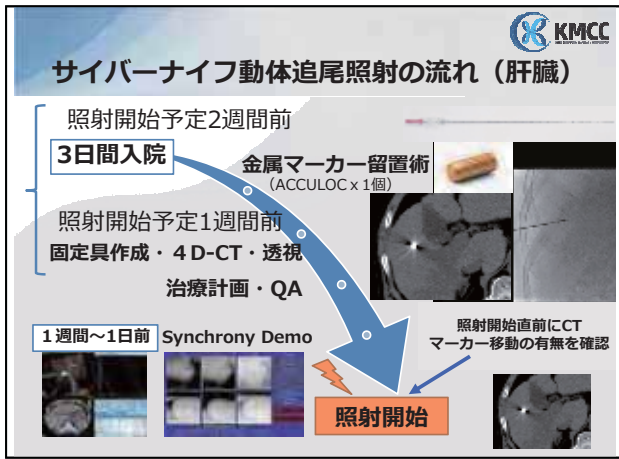 KMCC
サイバーナイフ動体追尾照射の流れ（肝臓）
照射開始予定2週間前
3日間入院
金属マーカー留置術
（ACCULOC x 1個）
照射開始予定1週間前
固定具作成・４D-CT・透視
治療計画・QA
１週間～1日前
Synchrony Demo
照射開始直前にCT
マーカー移動の有無を確認
照射開始